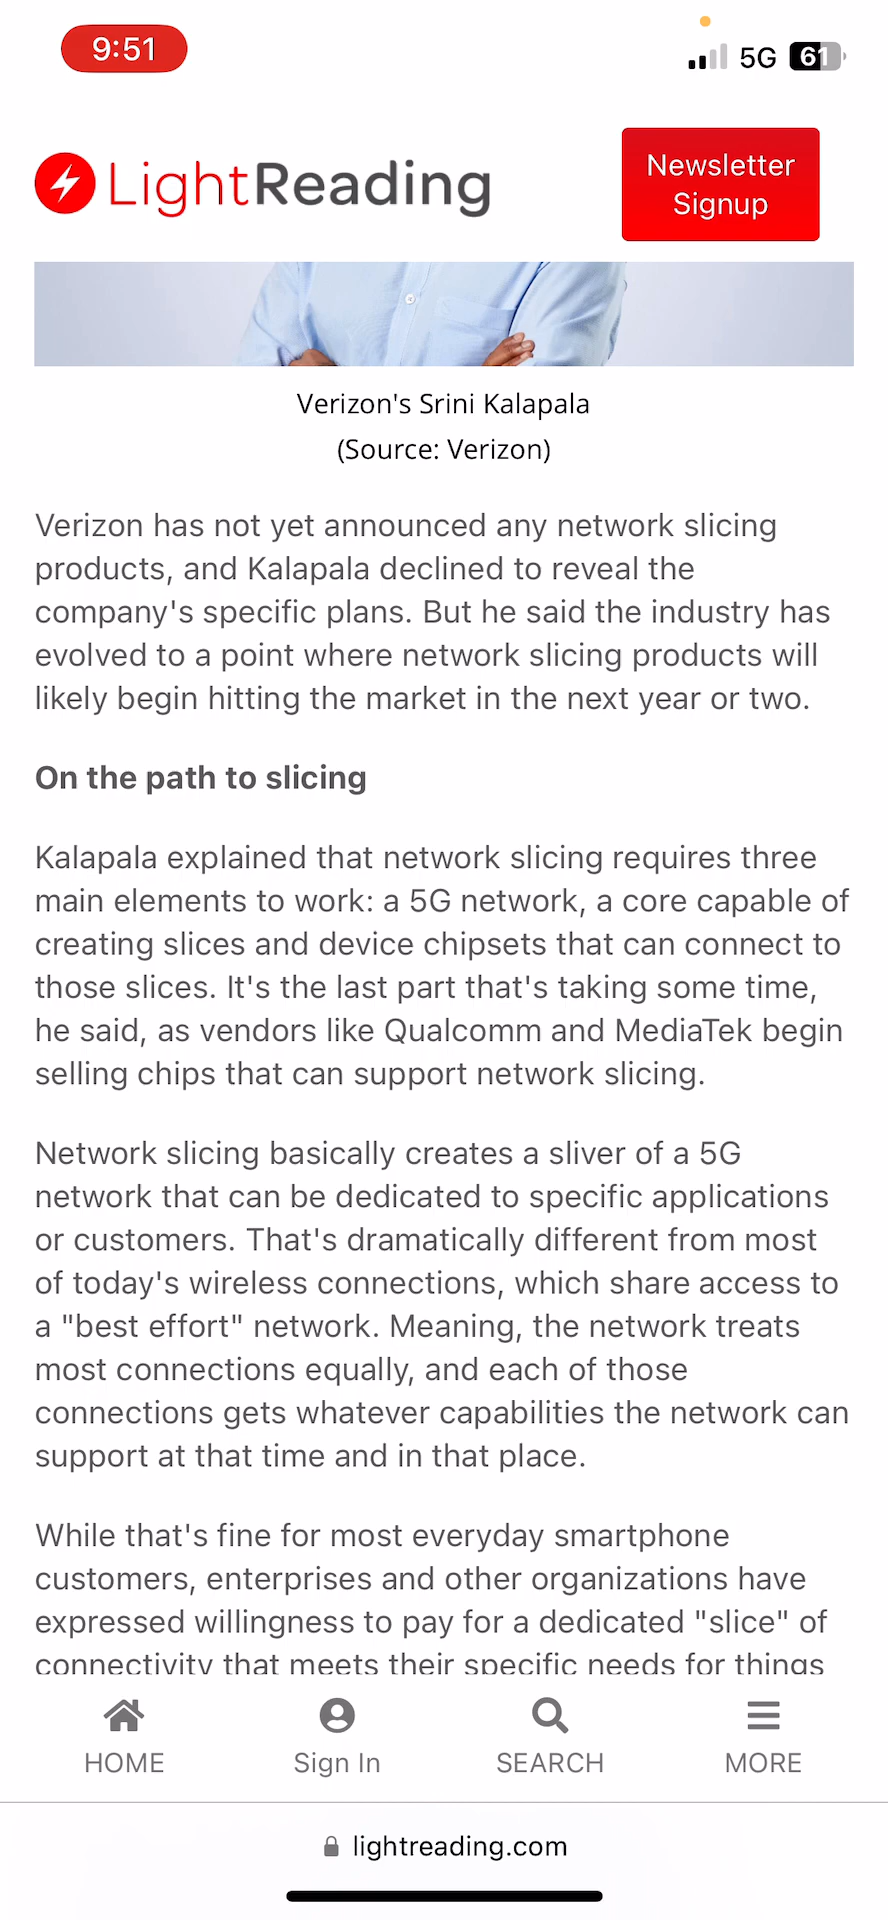 9:51
5G 61
LightReading
Newsletter
Signup
Verizon's Srini Kalapala
(Source: Verizon)
Verizon has not yet announced any network slicing
products, and Kalapala declined to reveal the
company's specific plans. But he said the industry has
evolved to a point where network slicing products will
likely begin hitting the market in the next year or two.
On the path to slicing
Kalapala explained that network slicing requires three
main elements to work: a 5G network, a core capable of
creating slices and device chipsets that can connect to
those slices. It's the last part that's taking some time,
he said, as vendors like Qualcomm and MediaTek begin
selling chips that can support network slicing.
Network slicing basically creates a sliver of a 5G
network that can be dedicated to specific applications
or customers. That's dramatically different from most
of today's wireless connections, which share access to
a "best effort" network. Meaning, the network treats
most connections equally, and each of those
connections gets whatever capabilities the network can
support at that time and in that place.
While that's fine for most everyday smartphone
customers, enterprises and other organizations have
expressed willingness to pay for a dedicated "slice" of
connectivity that meets their specific needs for things
HOME
Sign In
SEARCH
MORE
lightreading.com